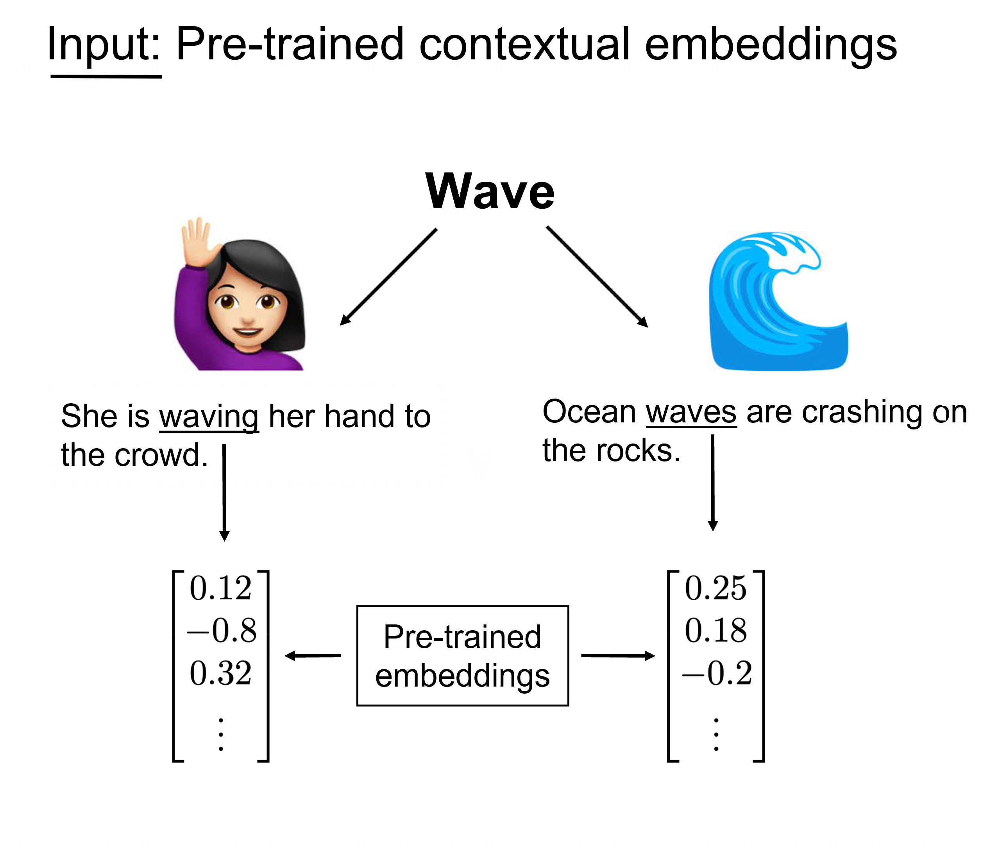 Input: Pre-trained contextual embeddings
Wave
She is waving her hand to
the crowd.
Ocean waves are crashing on
the rocks.
0.12
−0.8
0.32
⋮
Pre-trained
embeddings
0.25
0.18
−0.2
⋮